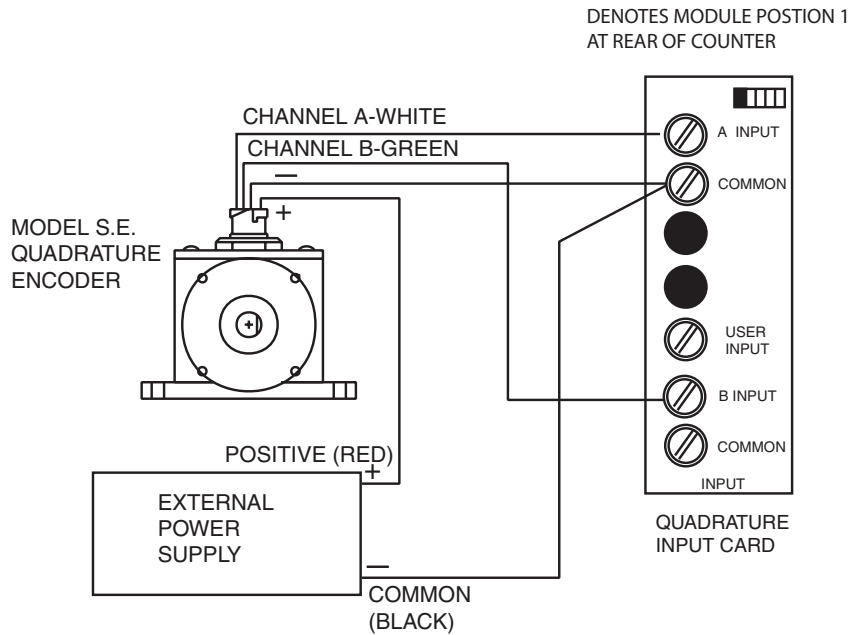 DENOTES MODULE POSTION 1
AT REAR OF COUNTER
CHANNEL A-WHITE
CHANNEL B-GREEN
—
+
MODEL S.E.
QUADRATURE
ENCODER
A INPUT
COMMON
USER
INPUT
B INPUT
COMMON
INPUT
QUADRATURE
INPUT CARD
POSITIVE (RED)
+
EXTERNAL
POWER
SUPPLY
—
COMMON
(BLACK)